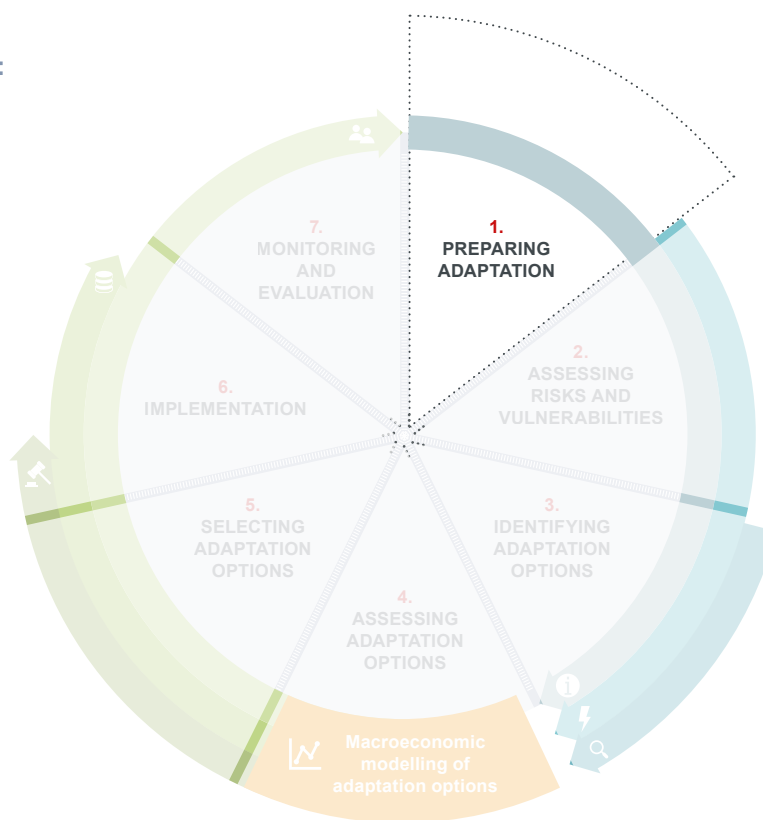 :
1.
PREPARING
ADAPTATION
2.
ASSESSING
RISKS AND
VULNERABILITIES
3.
IDENTIFYING
ADAPTATION
OPTIONS
4.
ASSESSING
ADAPTATION
OPTIONS
5.
SELECTING
ADAPTATION
OPTIONS
6.
IMPLEMENTATION
7.
MONITORING
AND
EVALUATION
Macroeconomic
modelling of
adaptation options